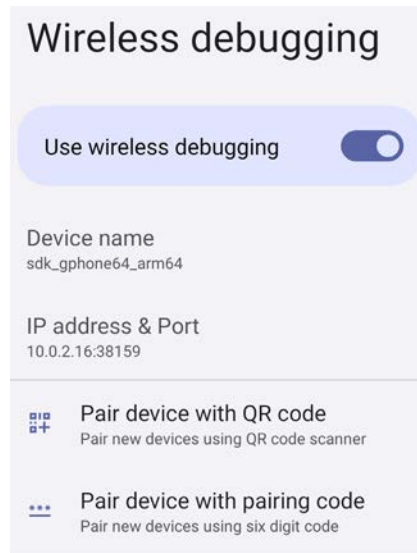 Wireless debugging
Use wireless debugging
Device name
sdk_gphone64_arm64
IP address & Port
10.0.2.16:38159
Pair device with QR code
Pair new devices using QR code scanner
Pair device with pairing code
Pair new devices using six digit code